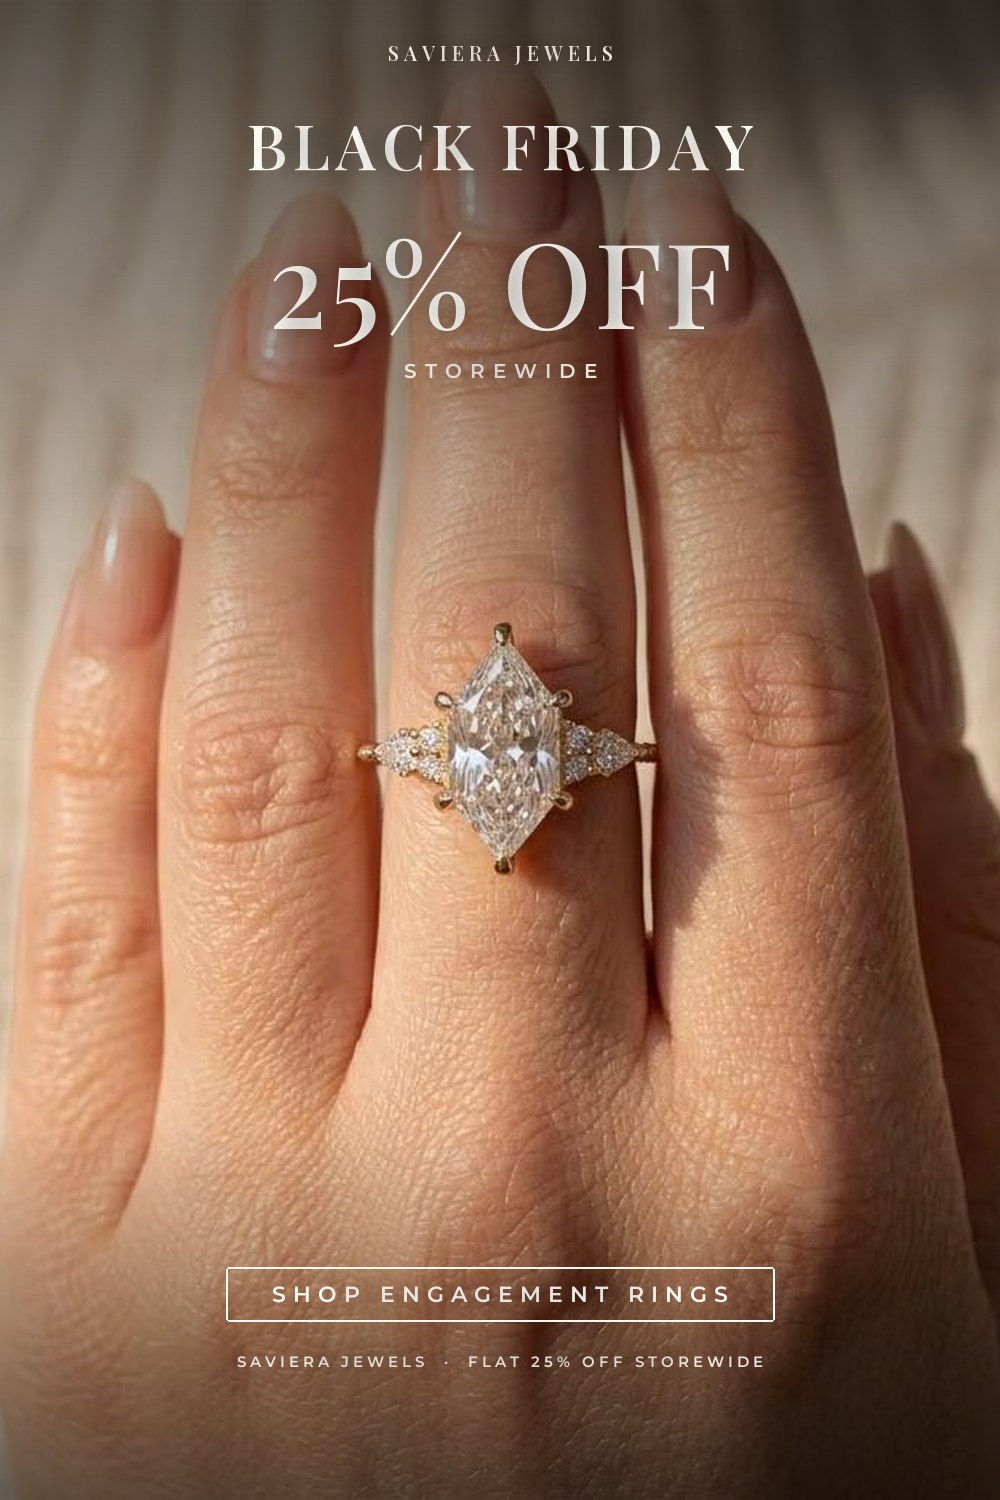 SAVIERA JEWELS
BLACK FRIDAY
25% OFF
STOREWIDE
SHOP ENGAGEMENT RINGS
SAVIERA JEWELS · FLAT 25% OFF STOREWIDE